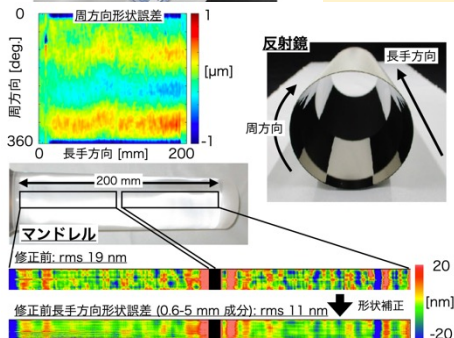 周方向形状誤差
0
360
周方向 [deg.]
0
200
長手方向 [mm]
1
[μm]
-1
反射鏡
長手方向
周方向
200 mm
マンドレル
修正前: rms 19 nm
修正前長手方向形状誤差 (0.6-5 mm 成分): rms 11 nm
形状補正
20
[nm]
-20